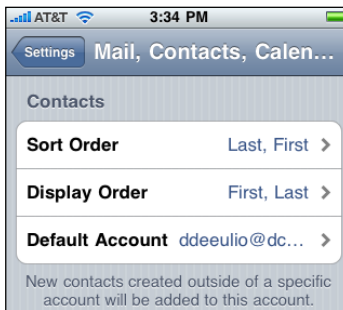 AT&T 3:34 PM
Settings Mail, Contacts, Calen...
Contacts
Sort Order Last, First
Display Order First, Last
Default Account ddeeulio@dc...
New contacts created outside of a specific
account will be added to this account.